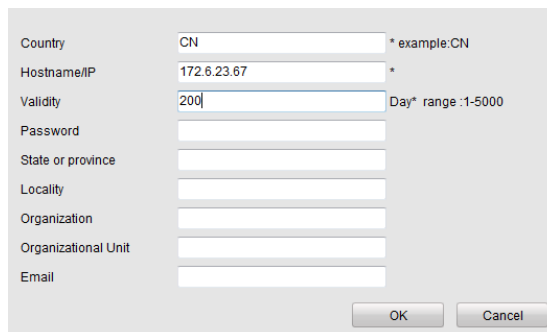 Country CN * example:CN
Hostname/IP 172.6.23.67 *
Validity 200 Day* range :1-5000
Password
State or province
Locality
Organization
Organizational Unit
Email
OK Cancel